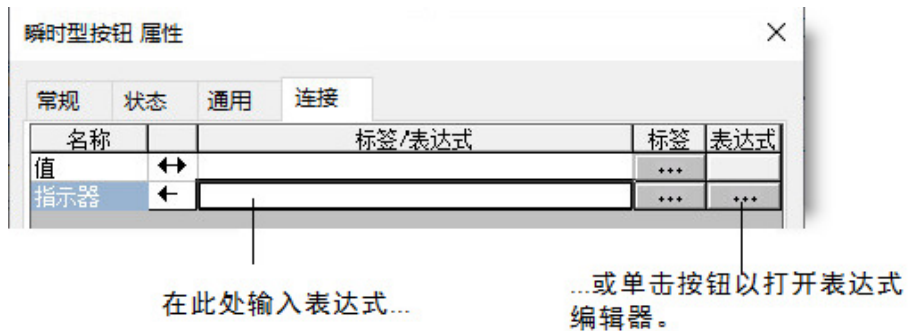 瞬时型按钮 属性
常规 状态 通用 连接
名称 标签/表达式 标签 表达式
值 ...
指示器 ... ...
在此处输入表达式...
...或单击按钮以打开表达式
编辑器。